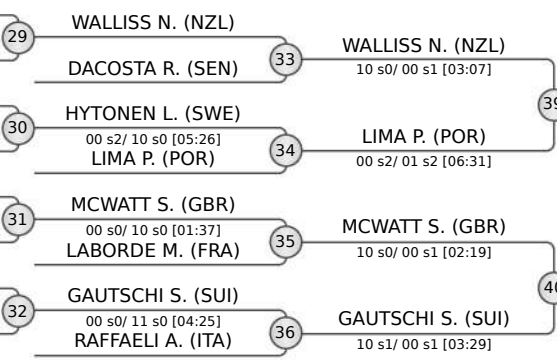 29
WALLISS N. (NZL)
DACOSTA R. (SEN)
33
WALLISS N. (NZL)
10 s0/ 00 s1 [03:07]
30
HYTONEN L. (SWE)
00 s2/ 10 s0 [05:26]
LIMA P. (POR)
34
LIMA P. (POR)
00 s2/ 01 s2 [06:31]
39
31
MCWATT S. (GBR)
00 s0/ 10 s0 [01:37]
LABORDE M. (FRA)
35
MCWATT S. (GBR)
10 s0/ 00 s1 [02:19]
32
GAUTSCHI S. (SUI)
00 s0/ 11 s0 [04:25]
RAFFAELI A. (ITA)
36
GAUTSCHI S. (SUI)
10 s1/ 00 s1 [03:29]
40